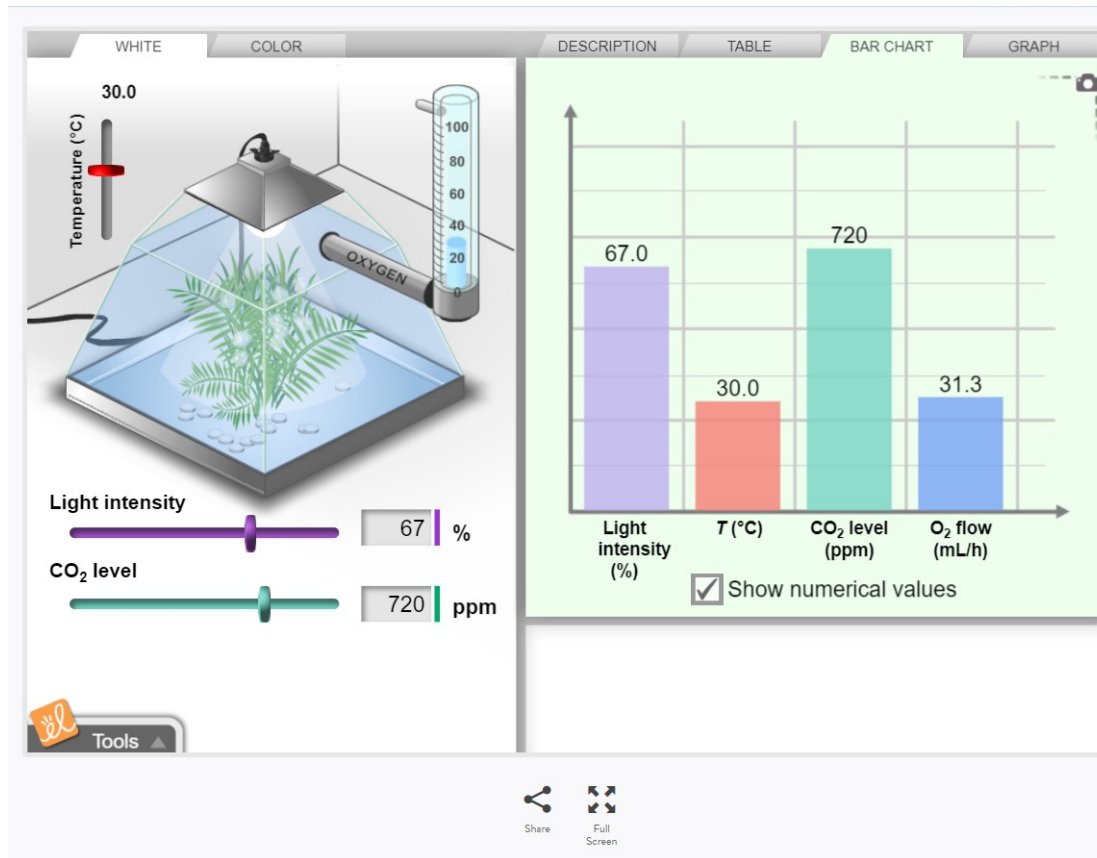 WHITE
COLOR
DESCRIPTION
TABLE
BAR CHART
GRAPH
30.0
Temperature (°C)
100
80
60
40
20
0
OXYGEN
Light intensity
67 %
CO₂ level
720 ppm
Tools
67.0
30.0
720
31.3
Light
intensity
(%)
T (°C)
CO₂ level
(ppm)
O₂ flow
(mL/h)
Show numerical values
Share
Full
Screen